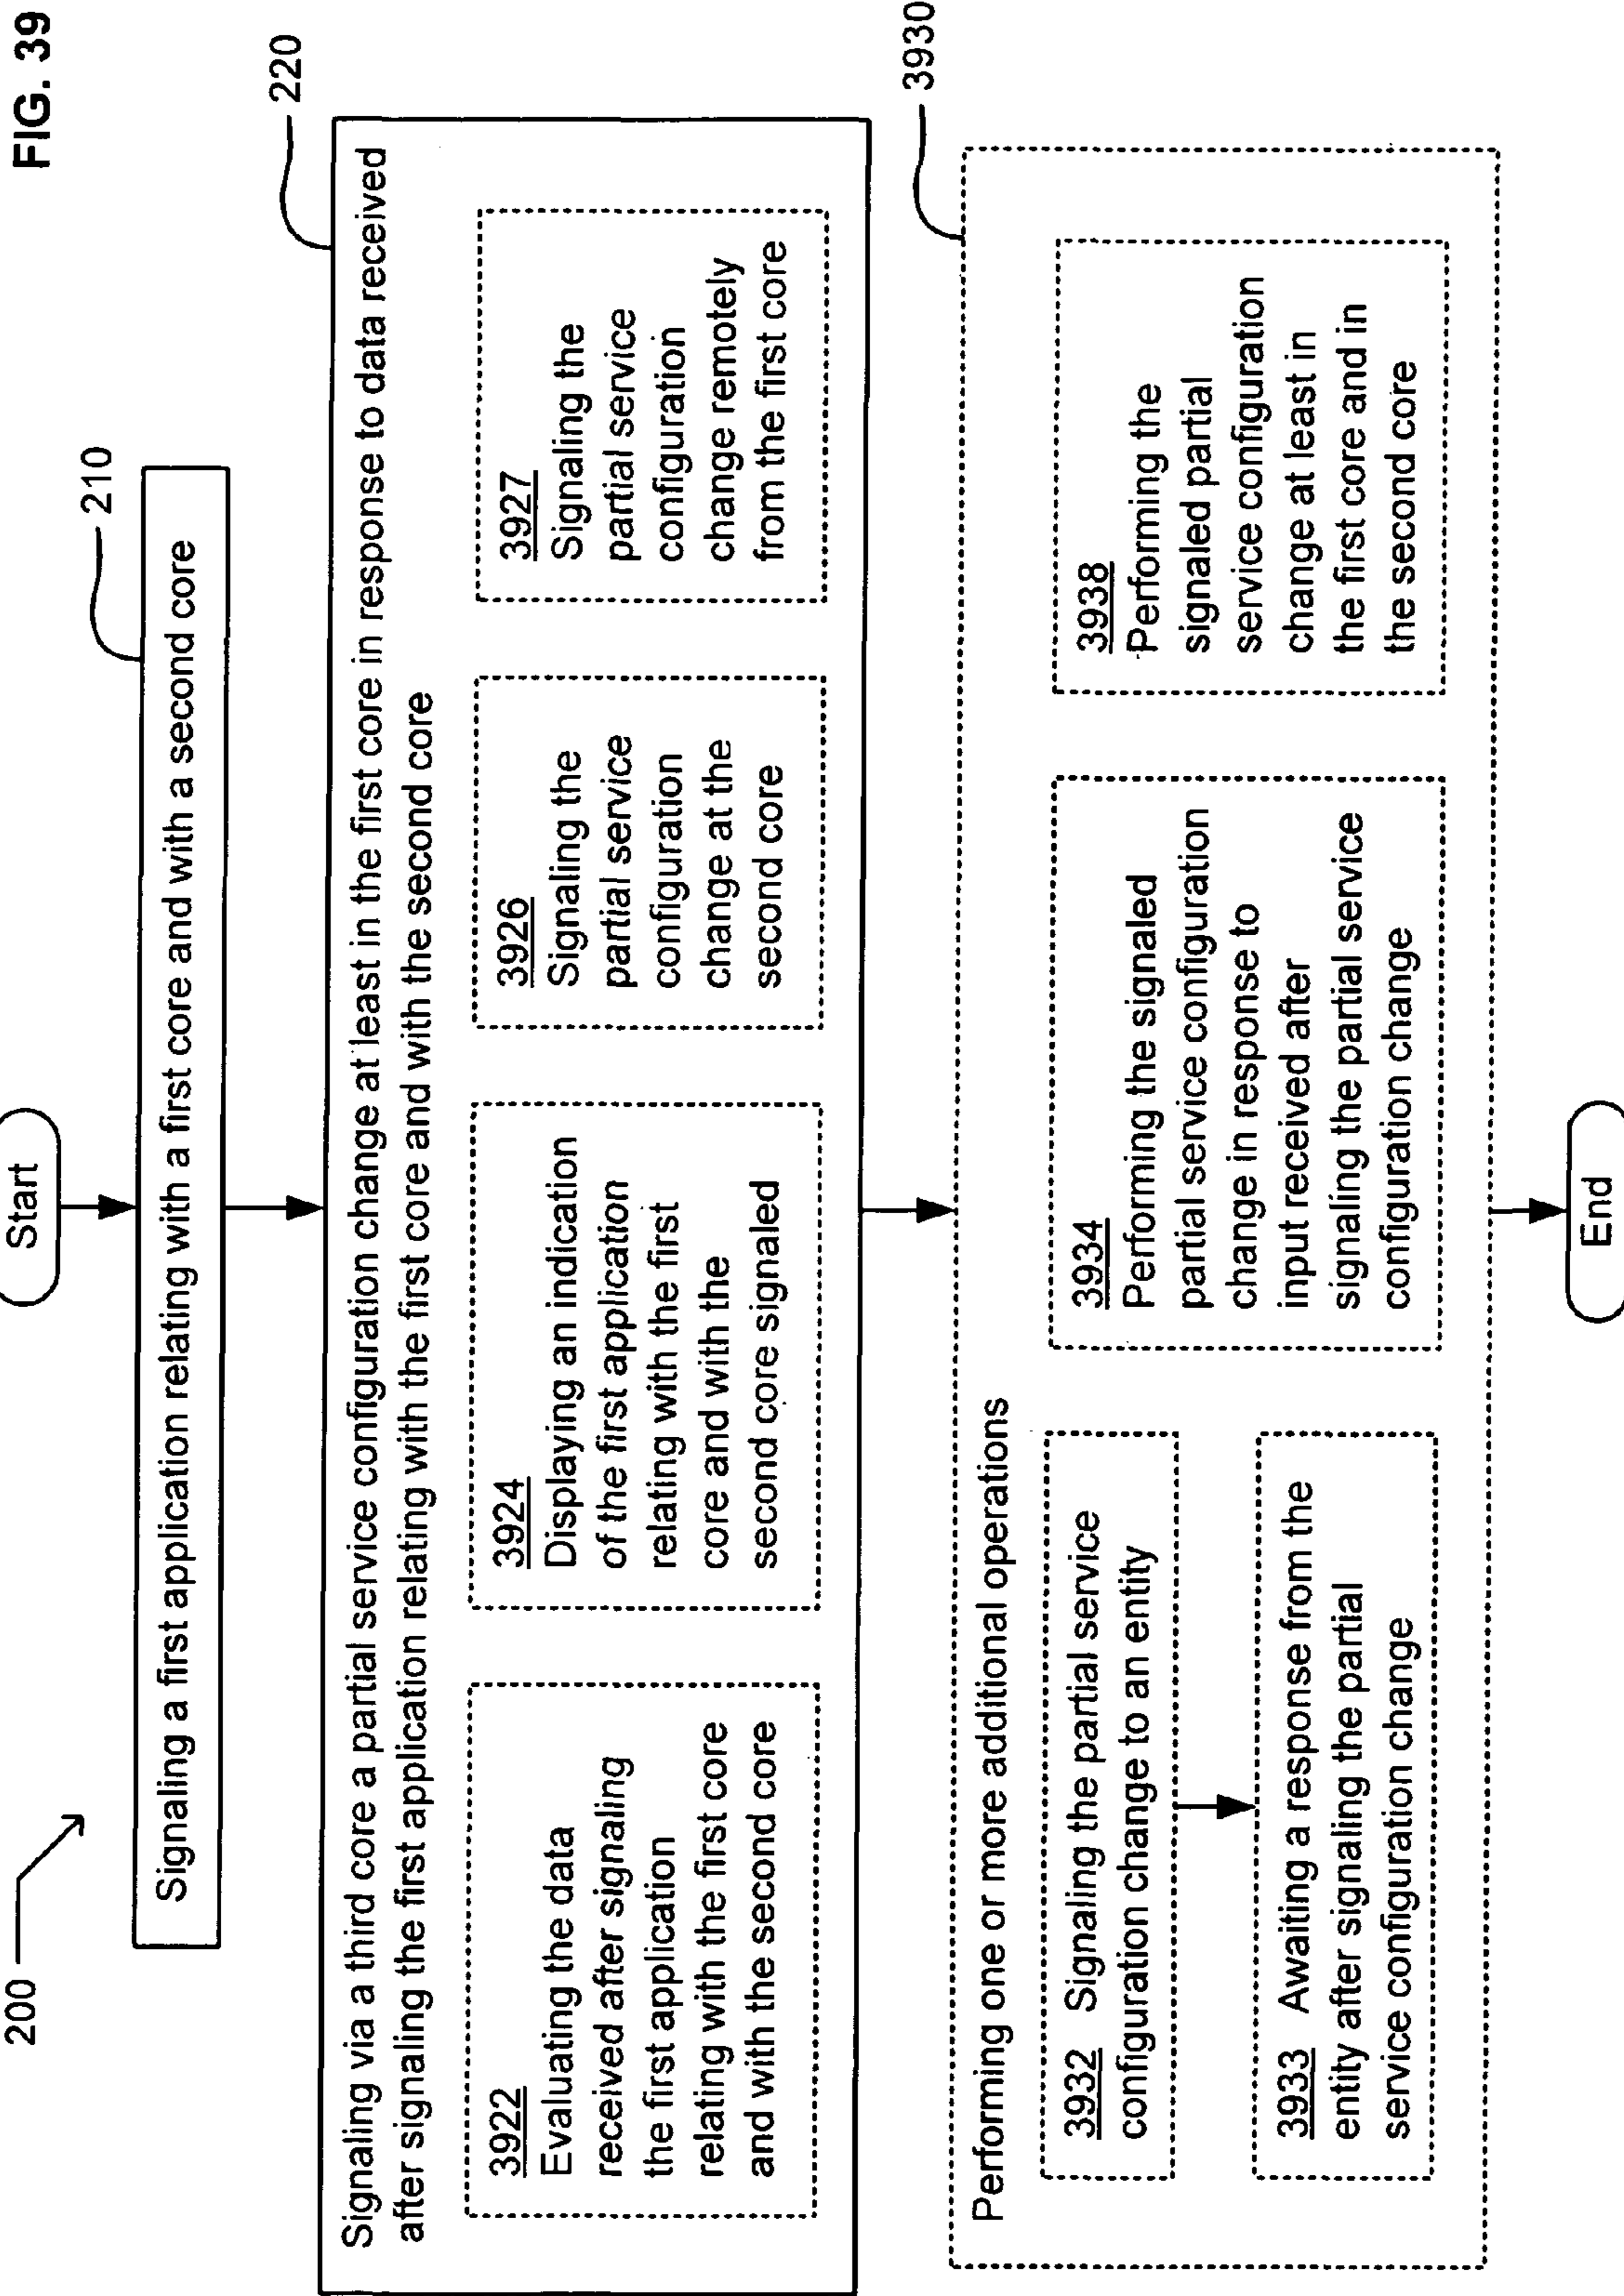 FIG. 39
200
Start
210
Signaling a first application relating with a first core and with a second core
220
Signaling via a third core a partial service configuration change at least in the first core in response to data received
after signaling the first application relating with the first core and with the second core
3922
Evaluating the data
received after signaling
the first application
relating with the first core
and with the second core
3924
Displaying an indication
of the first application
relating with the first
core and with the
second core signaled
3926
Signaling the
partial service
configuration
change at the
second core
3927
Signaling the
partial service
configuration
change remotely
from the first core
3930
Performing one or more additional operations
3932 Signaling the partial service
configuration change to an entity
3933 Awaiting a response from the
entity after signaling the partial
service configuration change
3934
Performing the signaled
partial service configuration
change in response to
input received after
signaling the partial service
configuration change
3938
Performing the
signaled partial
service configuration
change at least in
the first core and in
the second core
End